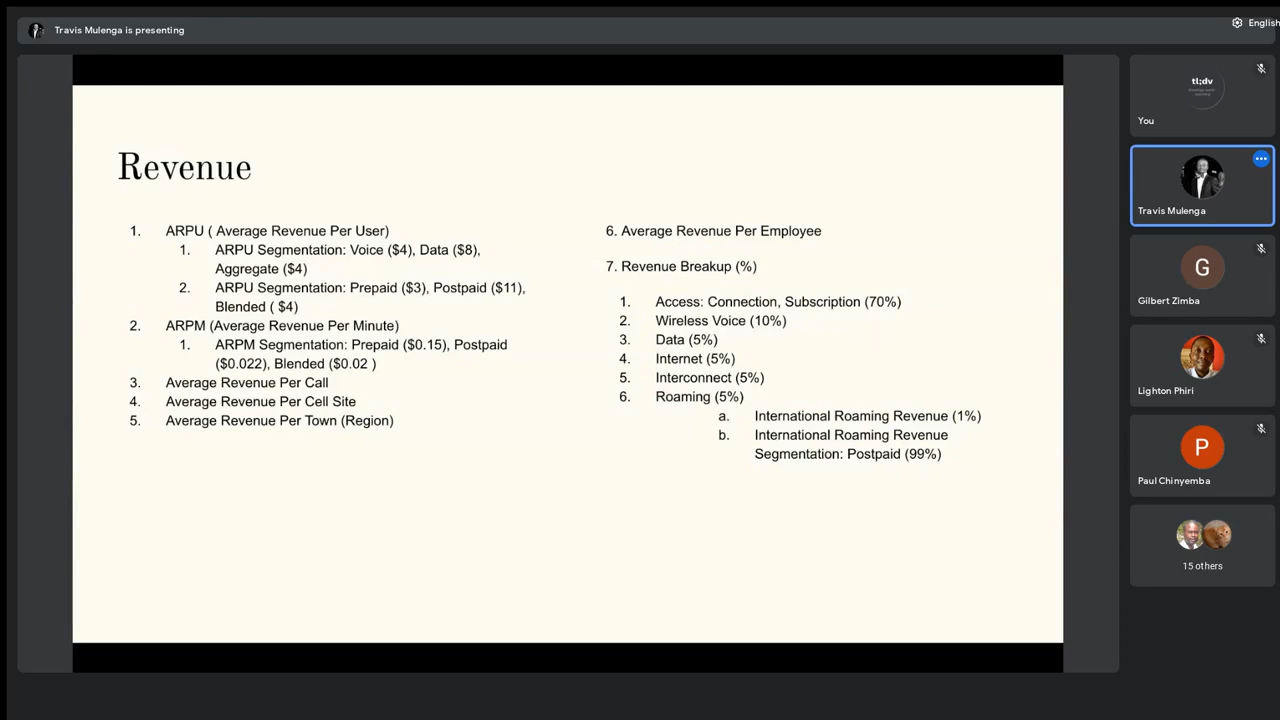 Travis Mulenga is presenting
English
Revenue
1. ARPU ( Average Revenue Per User)
1. ARPU Segmentation: Voice ($4), Data ($8),
Aggregate ($4)
2. ARPU Segmentation: Prepaid ($3), Postpaid ($11),
Blended ( $4)
2. ARPM (Average Revenue Per Minute)
1. ARPM Segmentation: Prepaid ($0.15), Postpaid
($0.022), Blended ($0.02 )
3. Average Revenue Per Call
4. Average Revenue Per Cell Site
5. Average Revenue Per Town (Region)
6. Average Revenue Per Employee
7. Revenue Breakup (%)
1. Access: Connection, Subscription (70%)
2. Wireless Voice (10%)
3. Data (5%)
4. Internet (5%)
5. Interconnect (5%)
6. Roaming (5%)
a. International Roaming Revenue (1%)
b. International Roaming Revenue
Segmentation: Postpaid (99%)
tl;dv
You
Travis Mulenga
G
Gilbert Zimba
Lighton Phiri
P
Paul Chinyemba
15 others